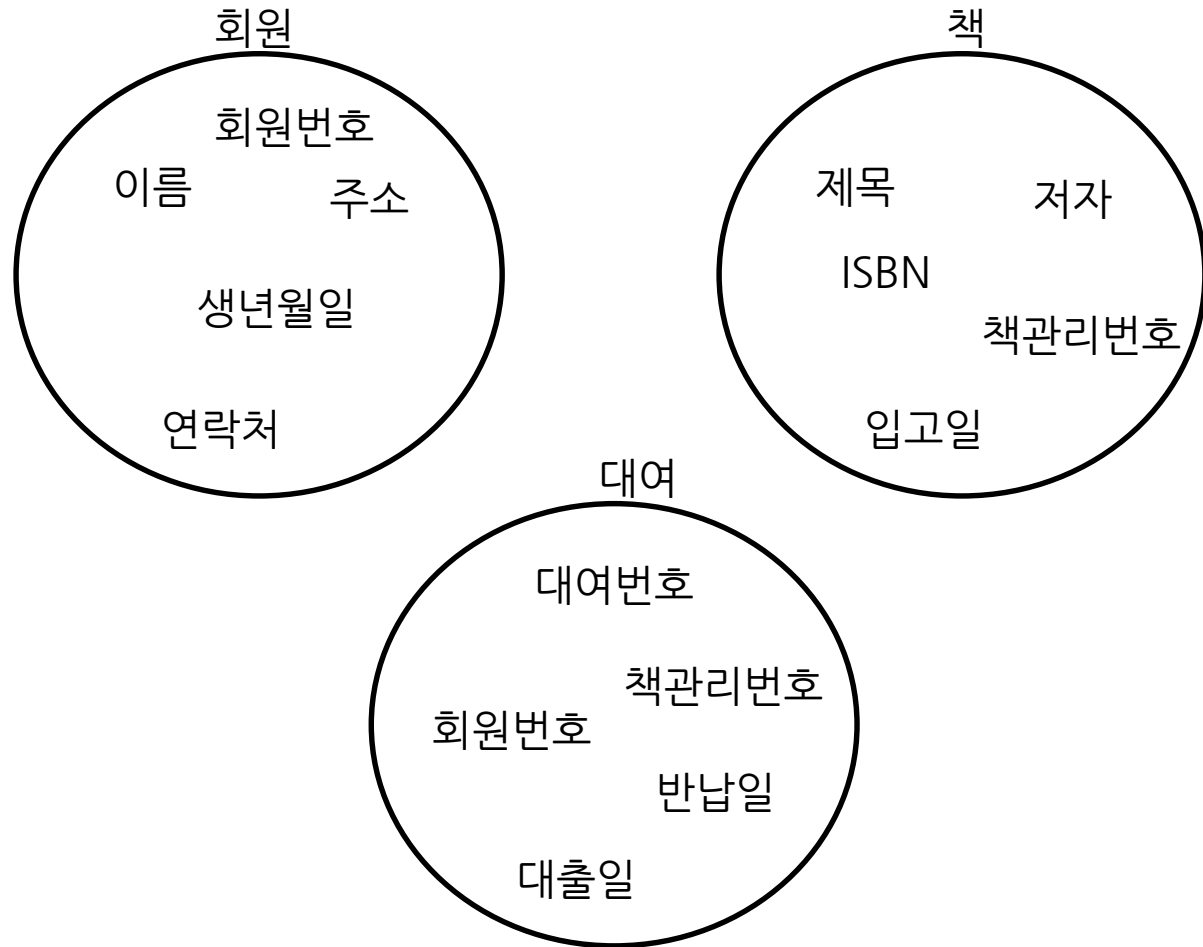 회원
회원번호
이름
주소
생년월일
연락처
책
제목
저자
ISBN
책관리번호
입고일
대여
대여번호
책관리번호
회원번호
반납일
대출일